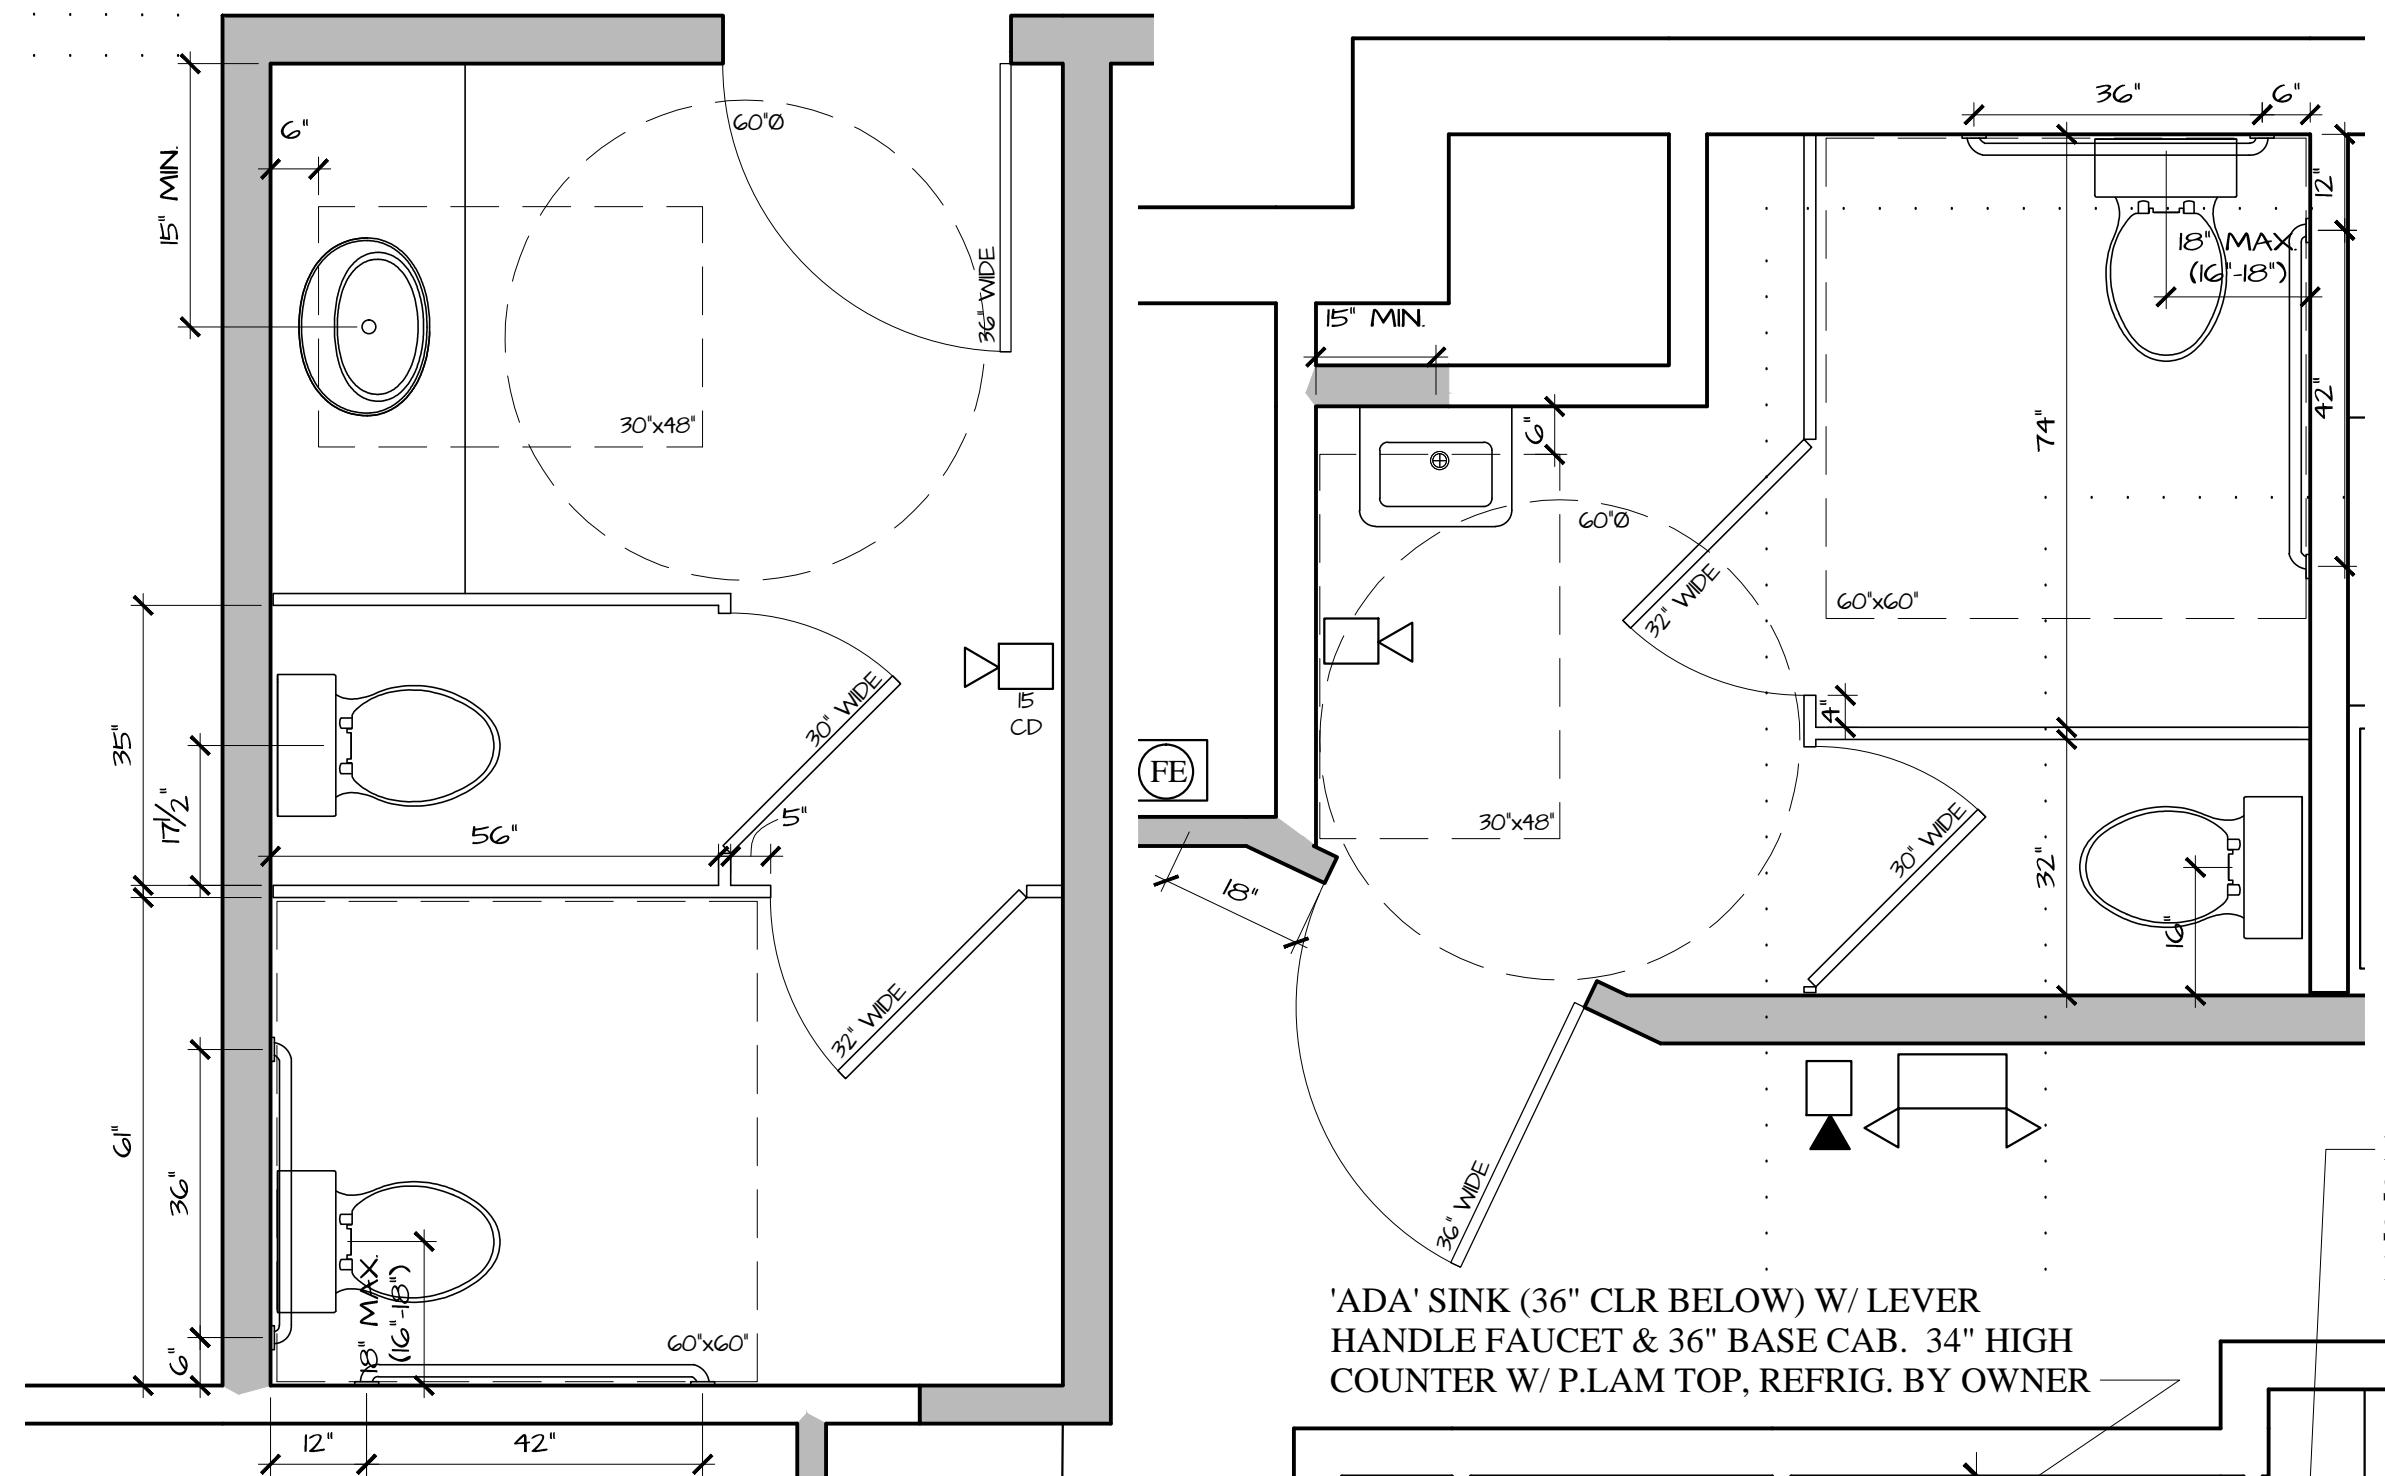 6"
15" MIN.
60"Ø
36" WIDE
30"x48"
35"
17½"
30" WIDE
15
CD
56"
5"
32" WIDE
61"
36"
6"
18" MAX.
(16"-18")
60"x60"
12"
42"
36"
6"
12"
18" MAX.
(16"-18")
15" MIN.
6"
42"
74"
60"Ø
32" WIDE
60"x60"
4"
FE
30"x48"
30" WIDE
32"
18"
16"
36" WIDE
'ADA' SINK (36" CLR BELOW) W/ LEVER
HANDLE FAUCET & 36" BASE CAB. 34" HIGH
COUNTER W/ P.LAM TOP, REFRIG. BY OWNER